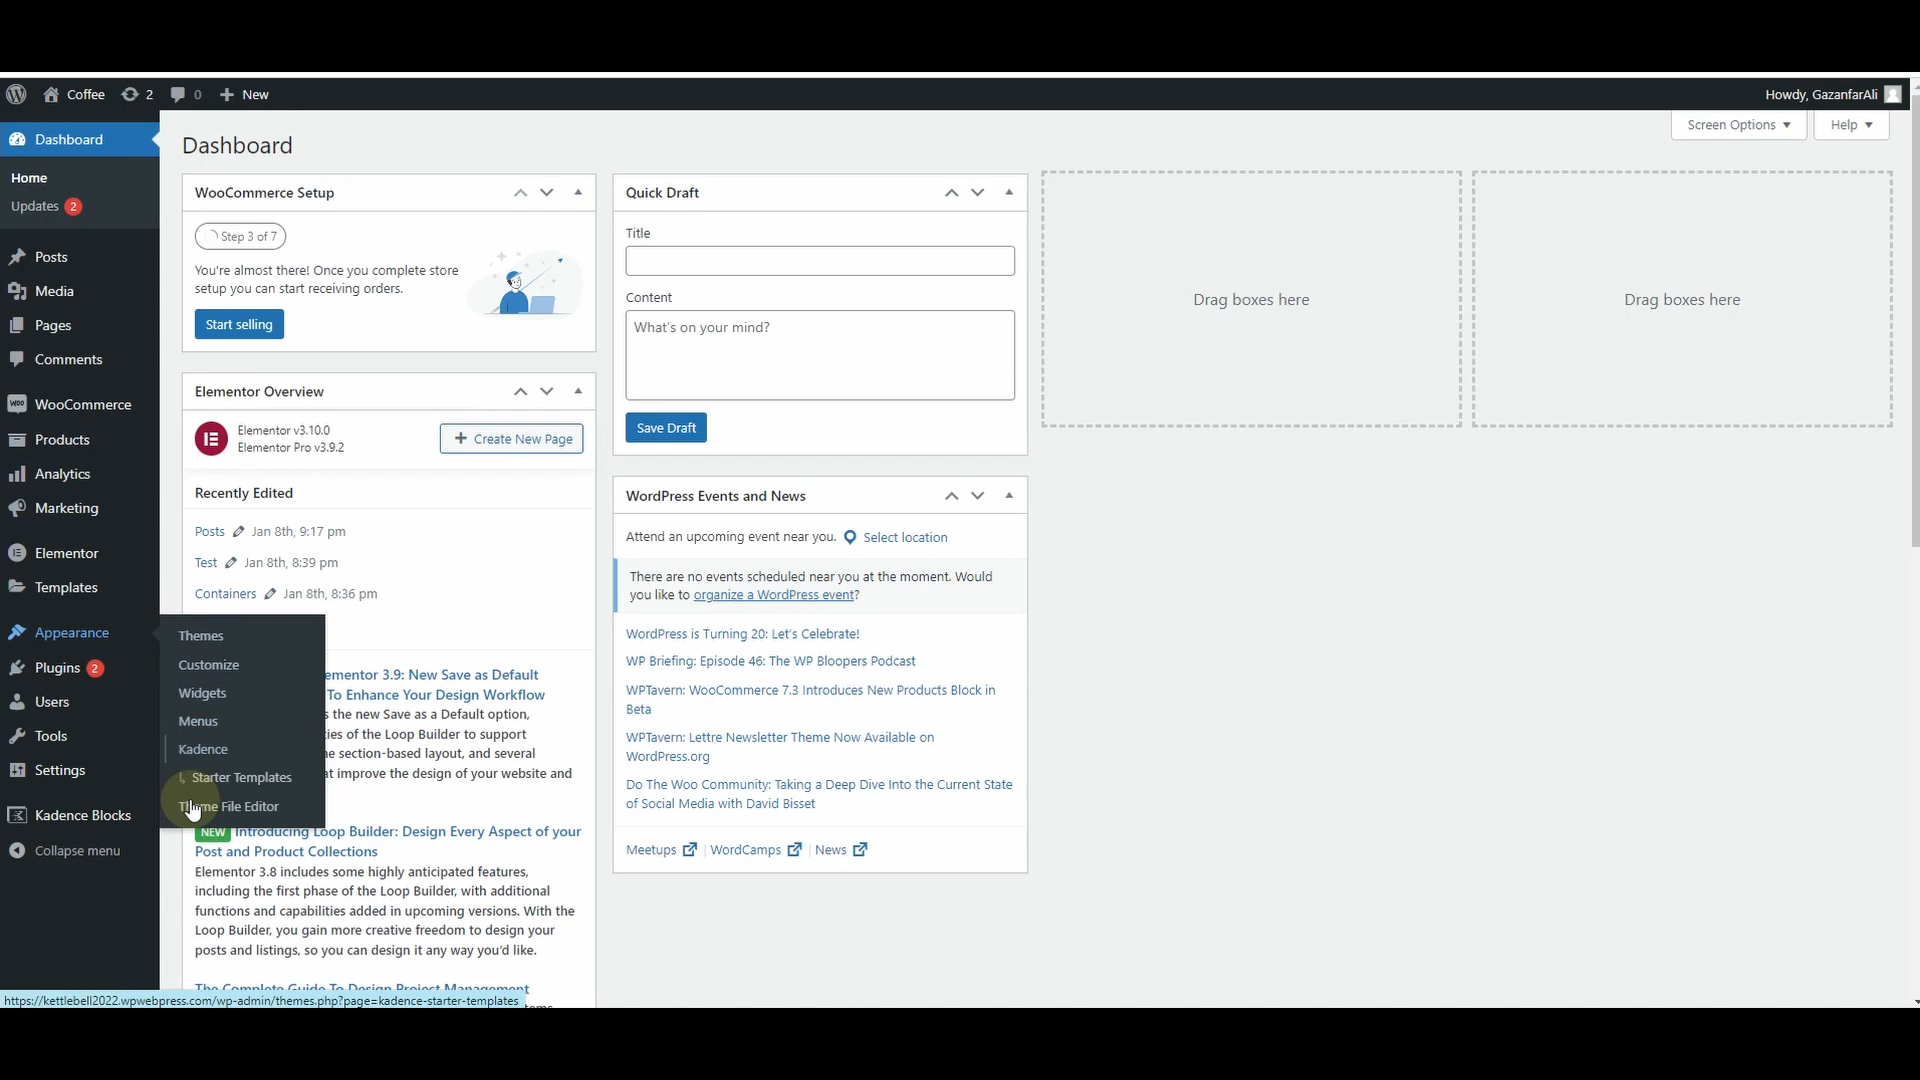 Coffee
2
0
New
Howdy, GazanfarAli
Dashboard
Home
Updates 2
Posts
Media
Pages
Comments
WooCommerce
Products
Analytics
Marketing
Elementor
Templates
Appearance
Plugins 2
Users
Tools
Settings
Kadence Blocks
Collapse menu
Themes
Customize
Widgets
Menus
Kadence
Starter Templates
Theme File Editor
Screen Options
Help
Dashboard
WooCommerce Setup
Step 3 of 7
You're almost there! Once you complete store
setup you can start receiving orders.
Start selling
Elementor Overview
Elementor v3.10.0
Elementor Pro v3.9.2
Create New Page
Recently Edited
Posts Jan 8th, 9:17 pm
Test Jan 8th, 8:39 pm
Containers Jan 8th, 8:36 pm
ementor 3.9: New Save as Default
To Enhance Your Design Workflow
s the new Save as a Default option,
ies of the Loop Builder to support
ne section-based layout, and several
at improve the design of your website and
NEW Introducing Loop Builder: Design Every Aspect of your
Post and Product Collections
Elementor 3.8 includes some highly anticipated features,
including the first phase of the Loop Builder, with additional
functions and capabilities added in upcoming versions. With the
Loop Builder, you gain more creative freedom to design your
posts and listings, so you can design it any way you'd like.
The Complete Guide To Design Project Management
Quick Draft
Title
Content
What's on your mind?
Save Draft
WordPress Events and News
Attend an upcoming event near you. Select location
There are no events scheduled near you at the moment. Would
you like to organize a WordPress event?
WordPress is Turning 20: Let's Celebrate!
WP Briefing: Episode 46: The WP Bloopers Podcast
WPTavern: WooCommerce 7.3 Introduces New Products Block in
Beta
WPTavern: Lettre Newsletter Theme Now Available on
WordPress.org
Do The Woo Community: Taking a Deep Dive Into the Current State
of Social Media with David Bisset
Meetups | WordCamps | News
Drag boxes here
Drag boxes here
https://kettlebell2022.wpwebpress.com/wp-admin/themes.php?page=kadence-starter-templates